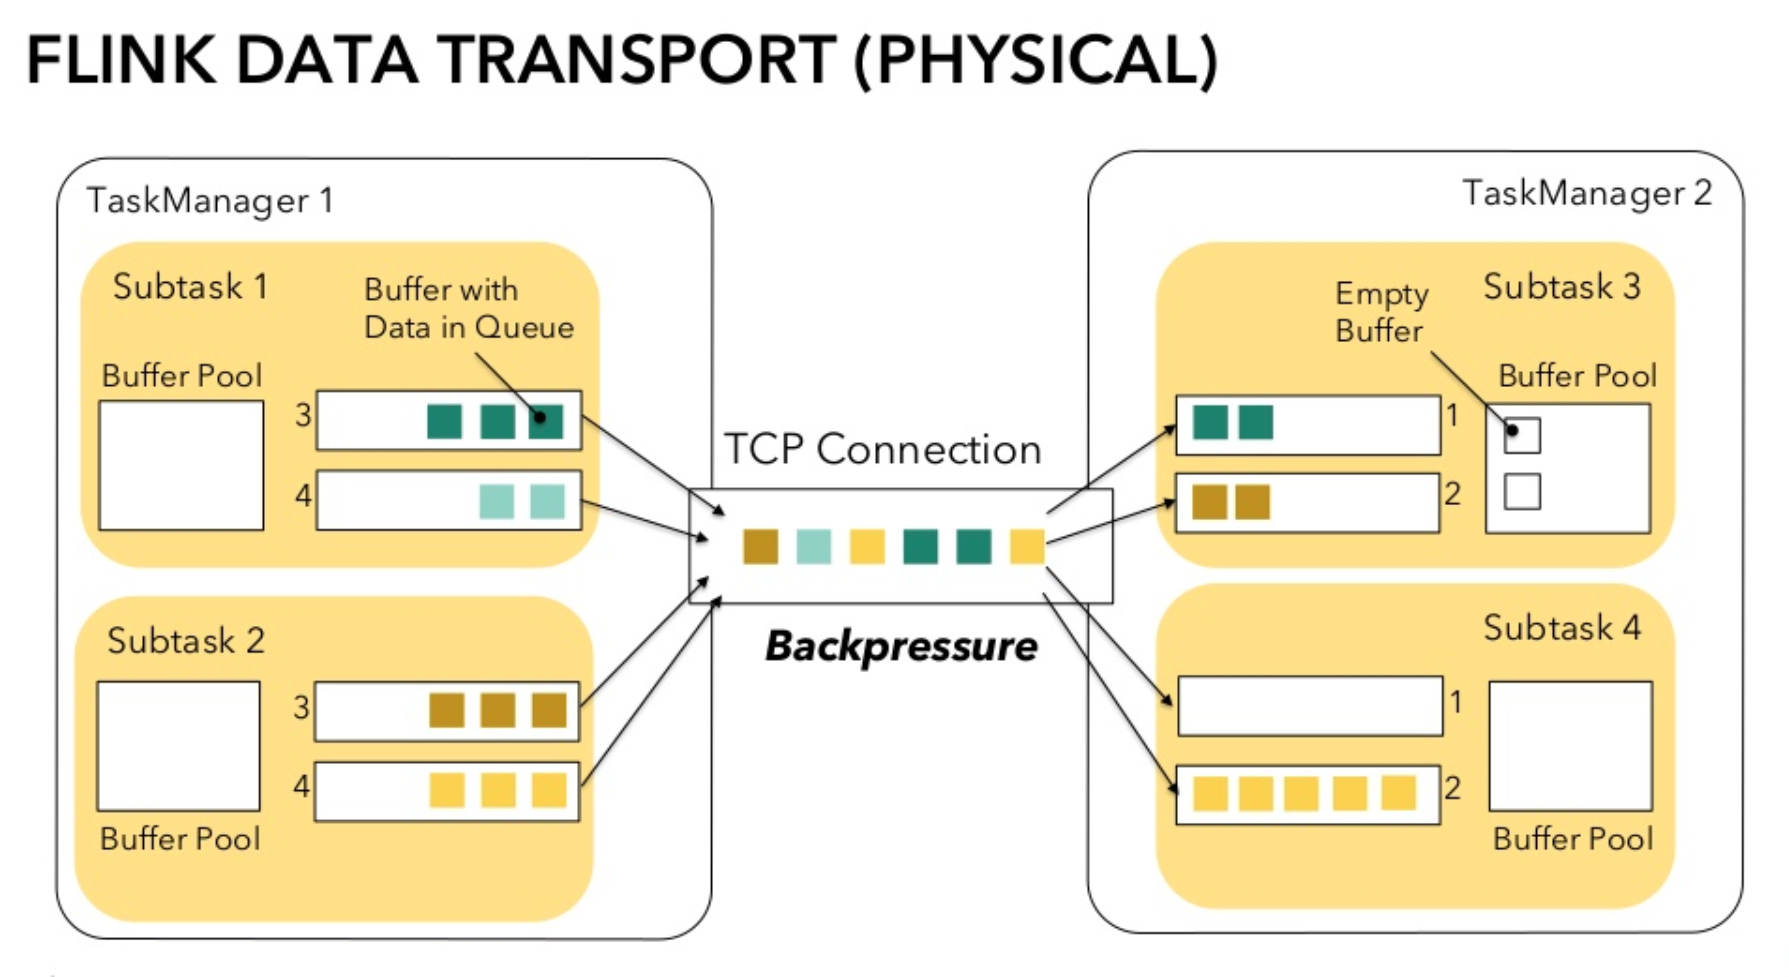 FLINK DATA TRANSPORT (PHYSICAL)
TaskManager 1
Subtask 1
Buffer with
Data in Queue
Buffer Pool
3
4
Subtask 2
3
4
Buffer Pool
TCP Connection
Backpressure
TaskManager 2
Subtask 3
Empty
Buffer
Buffer Pool
1
2
Subtask 4
1
2
Buffer Pool